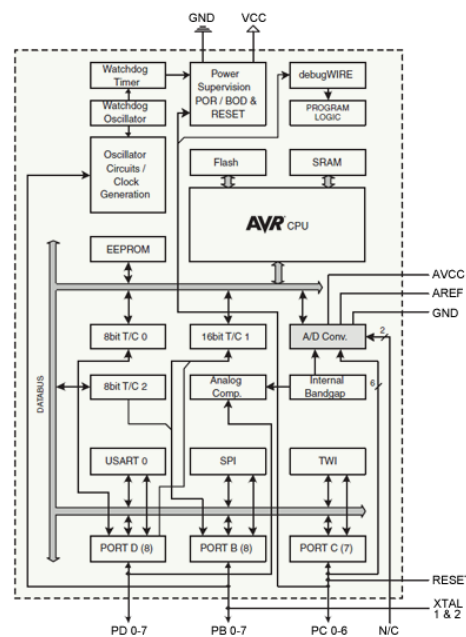 GND
VCC
Watchdog
Timer
Power
Supervision
POR / BOD &
RESET
debugWIRE
PROGRAM
LOGIC
Watchdog
Oscillator
Oscillator
Circuits /
Clock
Generation
Flash
SRAM
AVR CPU
EEPROM
AVCC
AREF
GND
8bit T/C 0
16bit T/C 1
A/D Conv.
2
DATABUS
8bit T/C 2
Analog
Comp.
Internal
Bandgap
6
USART 0
SPI
TWI
PORT D (8)
PORT B (8)
PORT C (7)
RESET
XTAL
1 & 2
PD 0-7
PB 0-7
PC 0-6
N/C